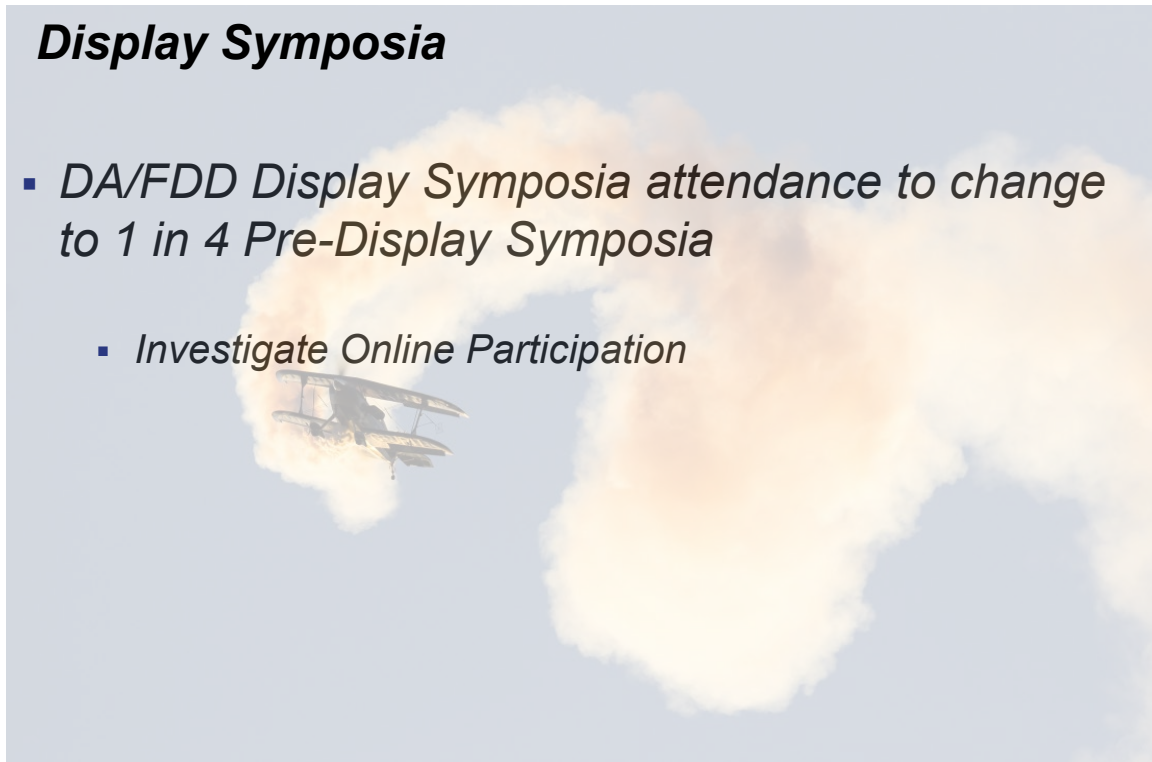 Display Symposia
▪ DA/FDD Display Symposia attendance to change
to 1 in 4 Pre-Display Symposia
▪ Investigate Online Participation